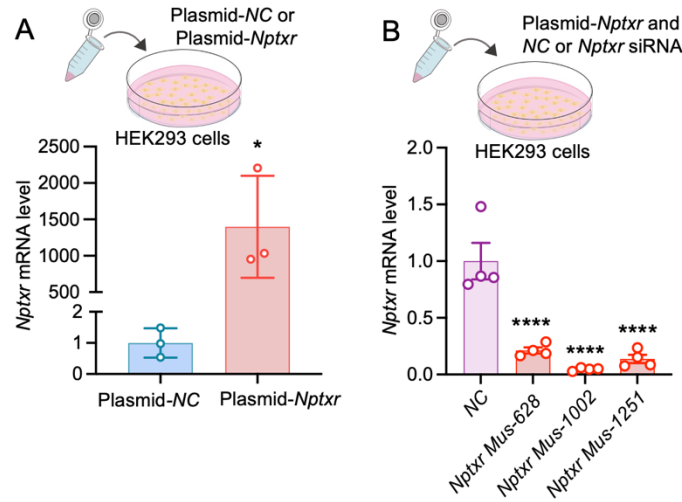 A
Plasmid-NC or
Plasmid-Nptxr
HEK293 cells
Nptxr mRNA level
2500
2000
1500
1000
500
2
1
0
*
Plasmid-NC
Plasmid-Nptxr
B
Plasmid-Nptxr and
NC or Nptxr siRNA
HEK293 cells
Nptxr mRNA level
2.0
1.5
1.0
0.5
0.0
****
****
****
NC
Nptxr Mus-628
Nptxr Mus-1002
Nptxr Mus-1251